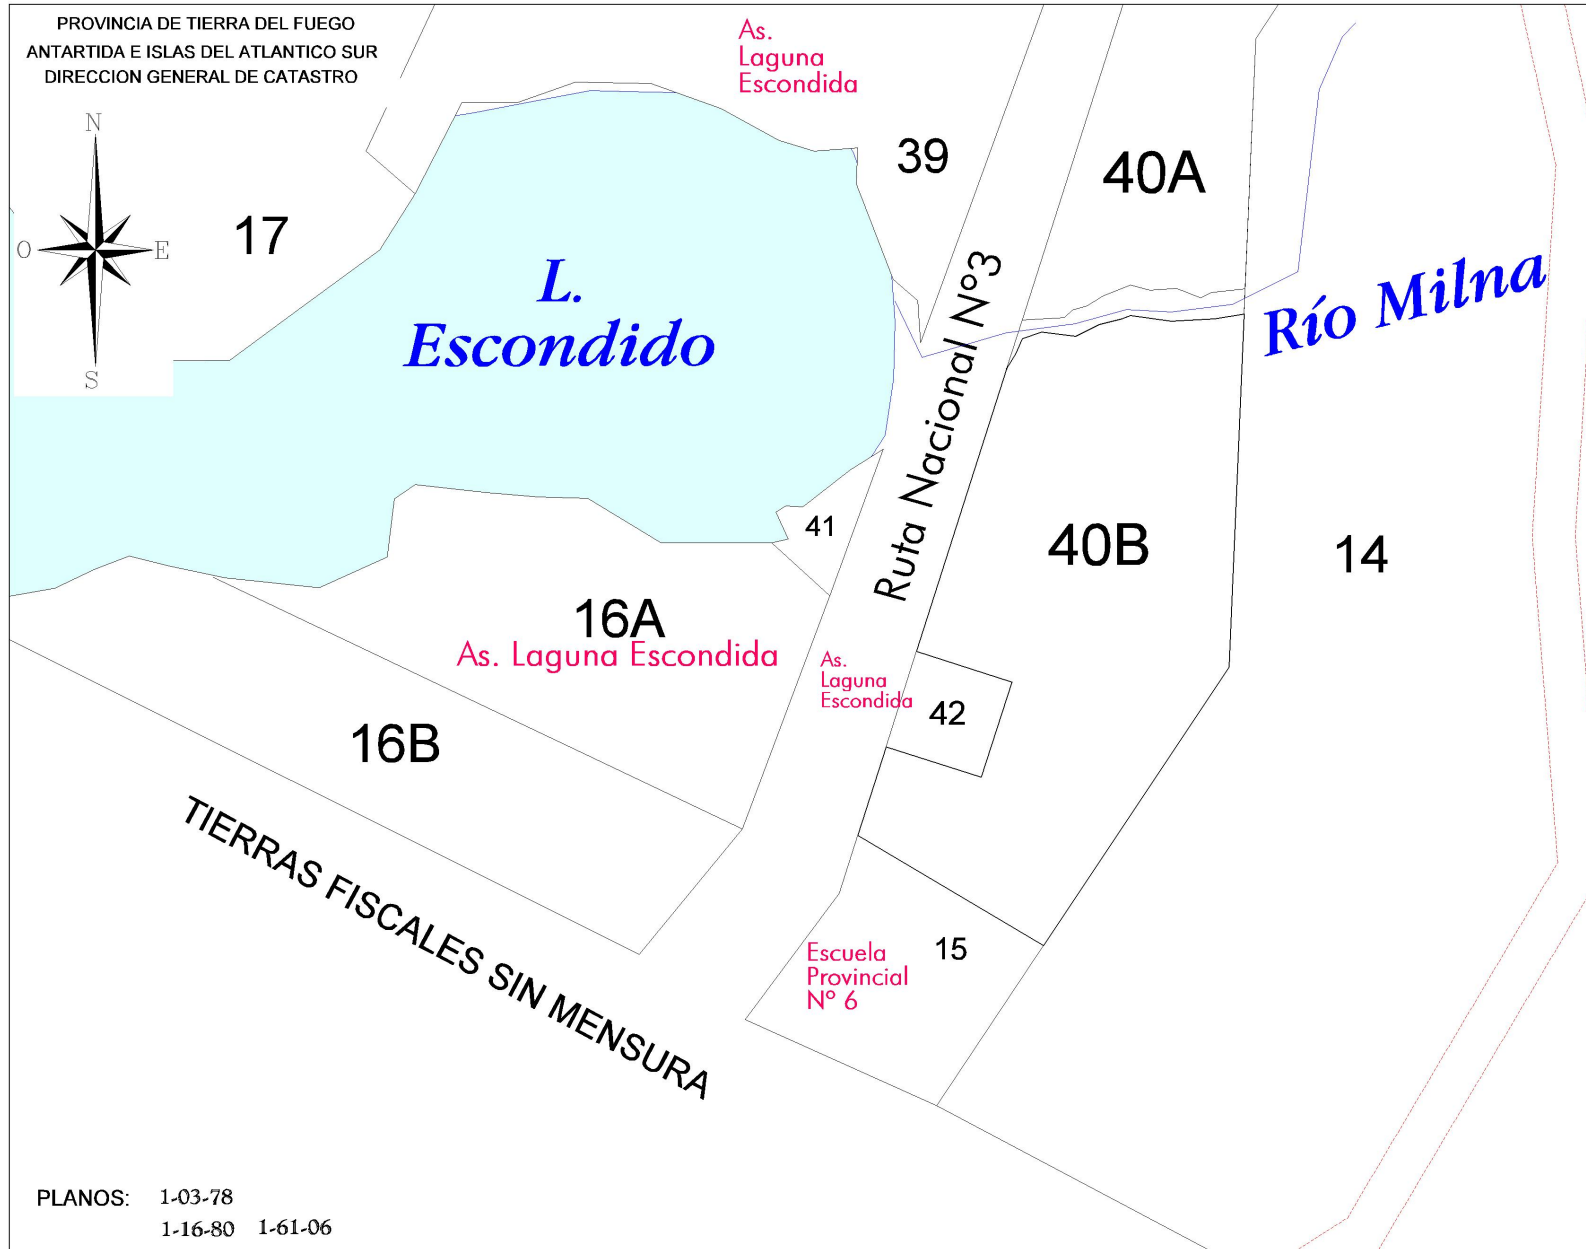 PROVINCIA DE TIERRA DEL FUEGO
ANTARTIDA E ISLAS DEL ATLANTICO SUR
DIRECCION GENERAL DE CATASTRO
As.
Laguna
Escondida
N
O
E
S
17
39
40A
L.
Escondido
Río Milna
Ruta Nacional Nº3
41
40B
14
16A
As. Laguna Escondida
As.
Laguna
Escondida
42
16B
TIERRAS FISCALES SIN MENSURA
15
Escuela
Provincial
Nº 6
PLANOS: 1-03-78
1-16-80 1-61-06